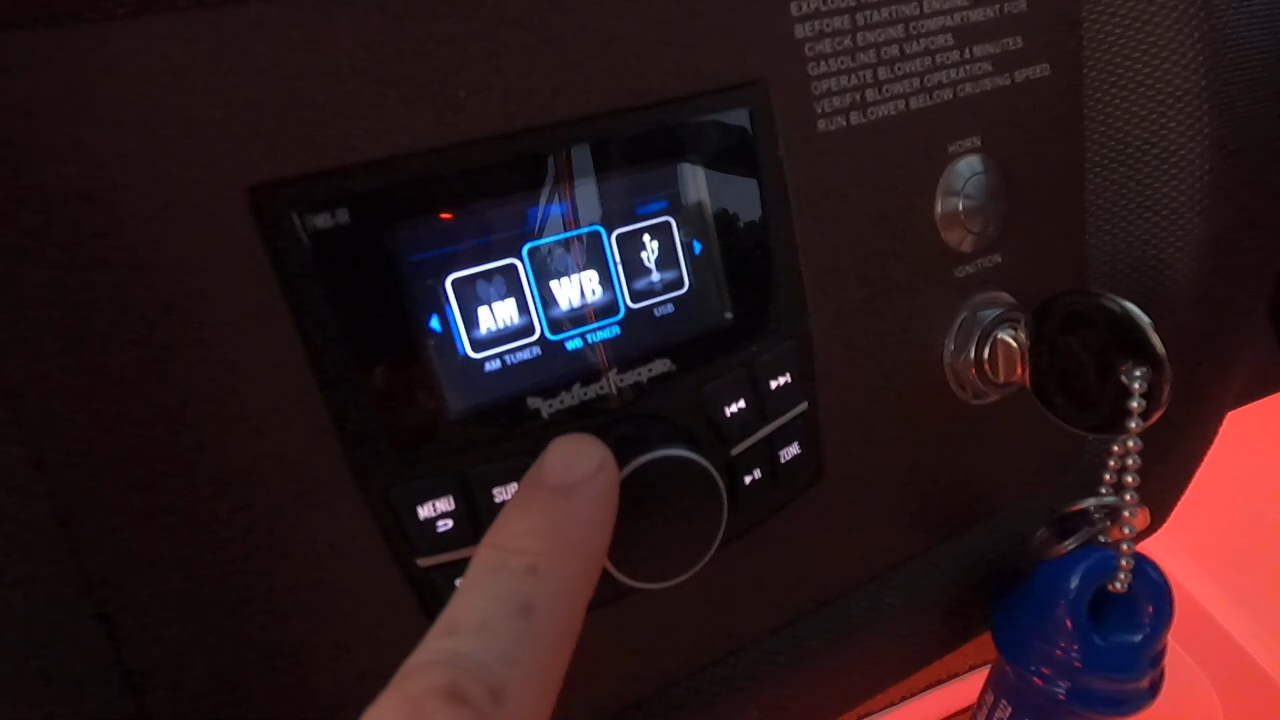 BEFORE STARTING ENGINE
CHECK ENGINE COMPARTMENT FOR
GASOLINE OR VAPORS.
OPERATE BLOWER FOR 4 MINUTES
VERIFY BLOWER OPERATION.
RUN BLOWER BELOW CRUISING SPEED.
HORN
IGNITION
AM
WB
AM TUNER
WB TUNER
USB
Rockford Fosgate
MENU
ZONE